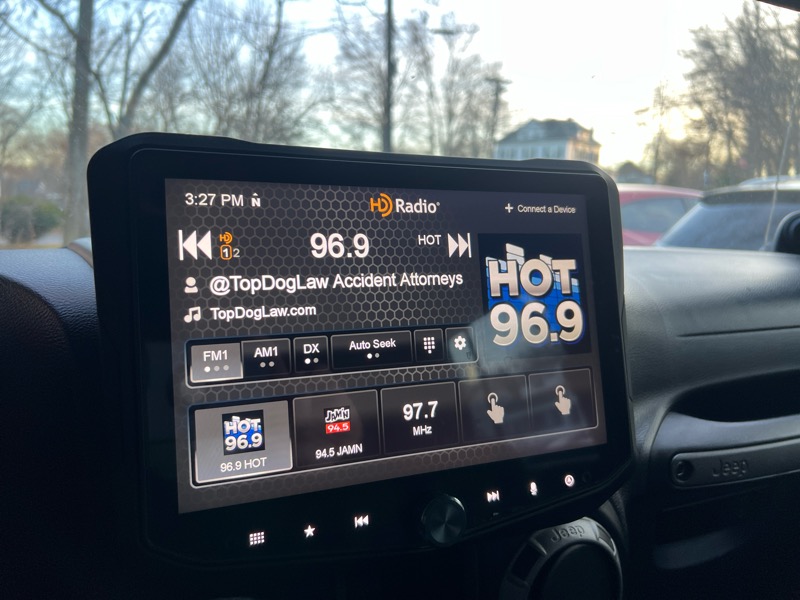 3:27 PM N
HD Radio®
+ Connect a Device
HD
1 2
96.9
HOT
@TopDogLaw Accident Attorneys
TopDogLaw.com
HOT
96.9
FM1
AM1
DX
Auto Seek
HOT
96.9
96.9 HOT
JAMN
94.5
94.5 JAMN
97.7
MHz
Jeep
Jeep